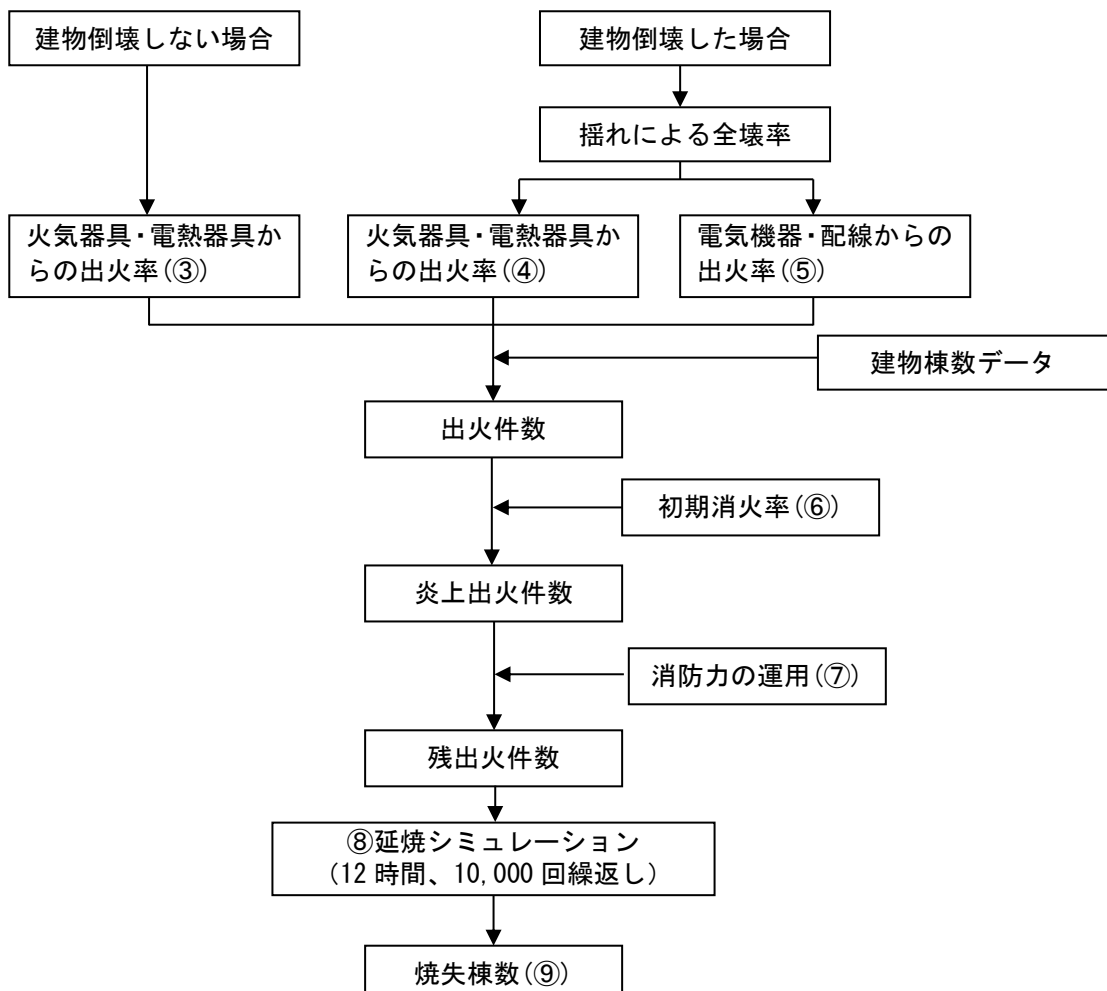 建物倒壊しない場合
建物倒壊した場合
揺れによる全壊率
火気器具・電熱器具か
らの出火率(③)
火気器具・電熱器具か
らの出火率(④)
電気機器・配線からの
出火率(⑤)
建物棟数データ
出火件数
初期消火率(⑥)
炎上出火件数
消防力の運用(⑦)
残出火件数
⑧延焼シミュレーション
(12 時間、10,000 回繰返し)
焼失棟数(⑨)